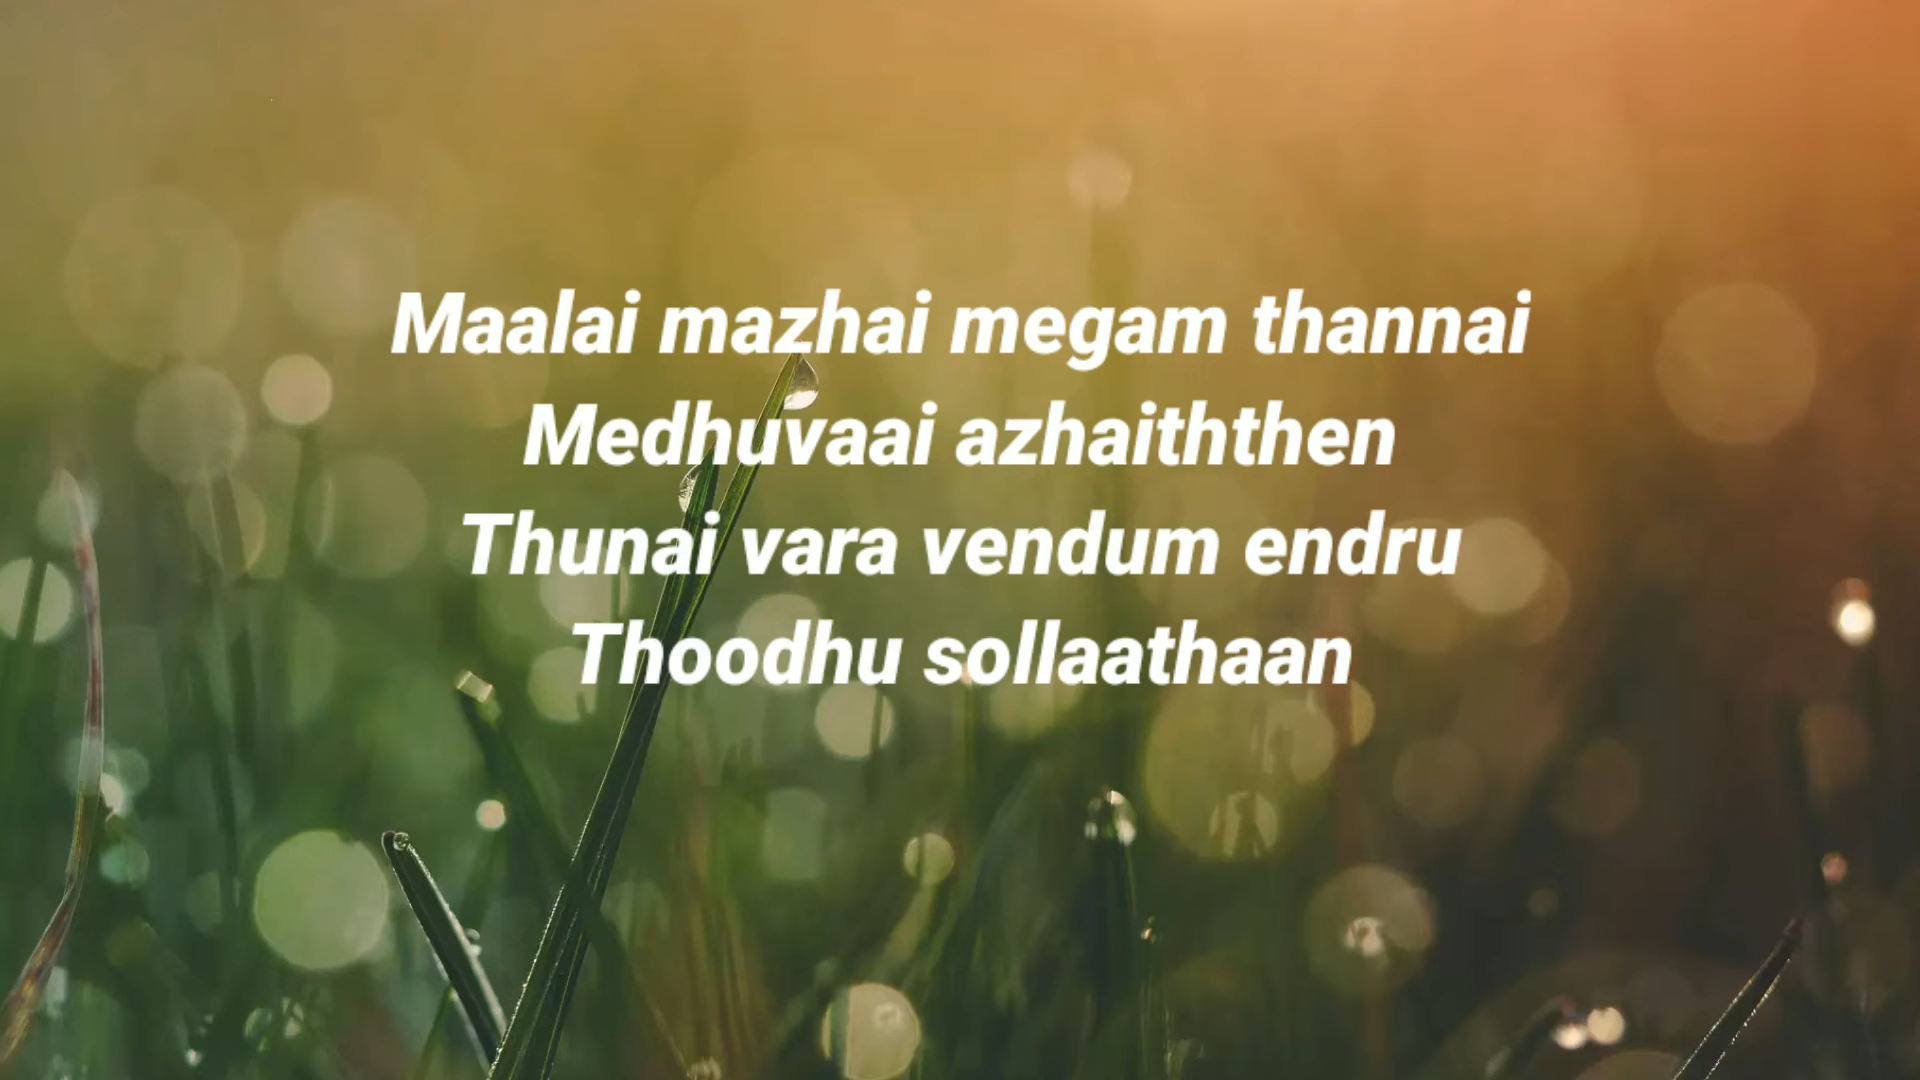 Maalai mazhai megam thannai
Medhuvaai azhaiththen
Thunai vara vendum endru
Thoodhu sollaathaan